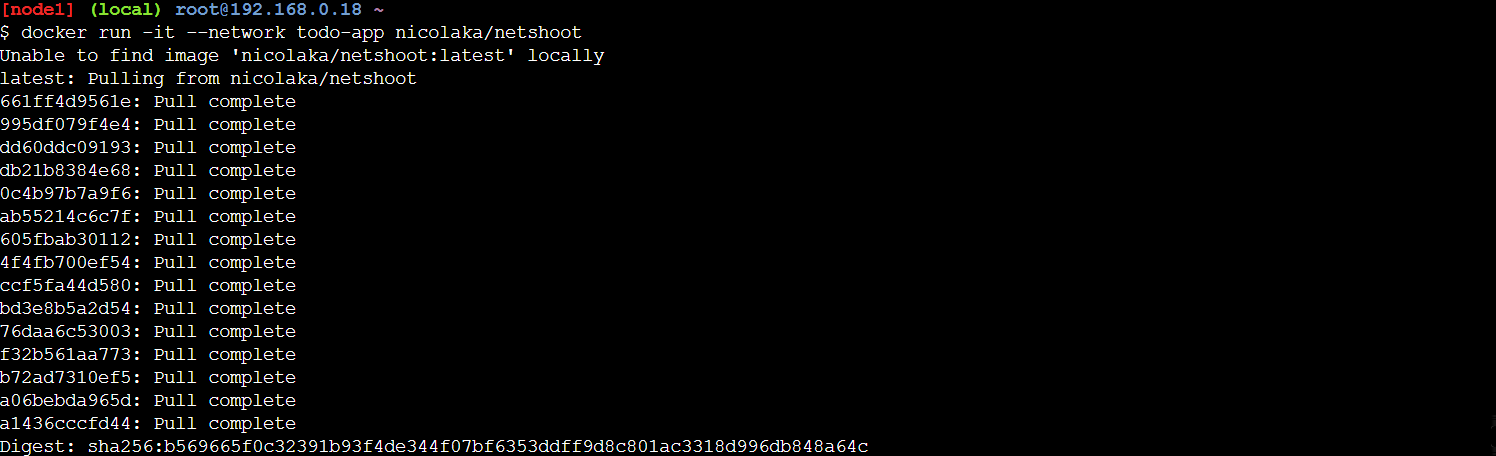 [node1] (local) root@192.168.0.18 ~
$ docker run -it --network todo-app nicolaka/netshoot
Unable to find image 'nicolaka/netshoot:latest' locally
latest: Pulling from nicolaka/netshoot
661ff4d9561e: Pull complete
995df079f4e4: Pull complete
dd60ddc09193: Pull complete
db21b8384e68: Pull complete
0c4b97b7a9f6: Pull complete
ab55214c6c7f: Pull complete
605fbab30112: Pull complete
4f4fb700ef54: Pull complete
ccf5fa44d580: Pull complete
bd3e8b5a2d54: Pull complete
76daa6c53003: Pull complete
f32b561aa773: Pull complete
b72ad7310ef5: Pull complete
a06bebda965d: Pull complete
a1436cccfd44: Pull complete
Digest: sha256:b569665f0c32391b93f4de344f07bf6353ddff9d8c801ac3318d996db848a64c